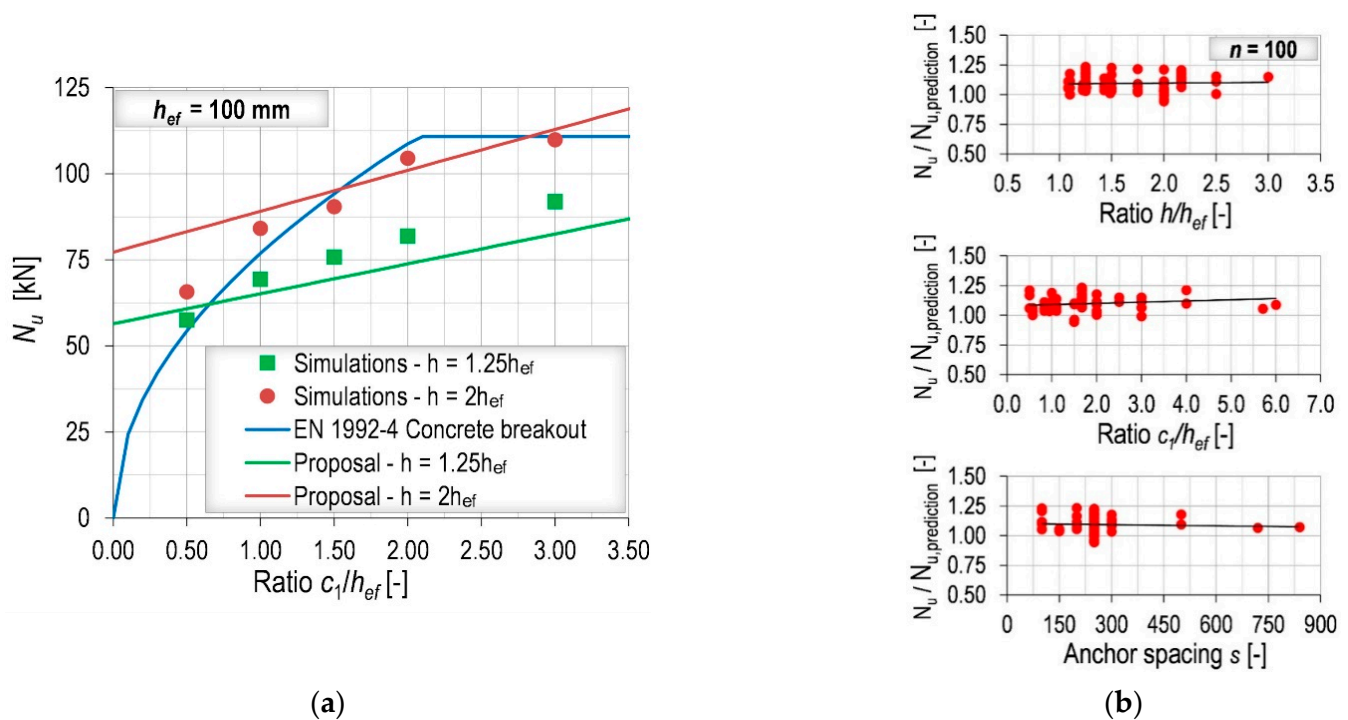 h_ef = 100 mm
125
100
75
50
25
0
N_u [kN]
Simulations - h = 1.25h_ef
Simulations - h = 2h_ef
EN 1992-4 Concrete breakout
Proposal - h = 1.25h_ef
Proposal - h = 2h_ef
0.00 0.50 1.00 1.50 2.00 2.50 3.00 3.50
Ratio c_1/h_ef [-]
(a)
n = 100
N_u / N_u,prediction [-]
1.50
1.25
1.00
0.75
0.50
0.5 1.0 1.5 2.0 2.5 3.0 3.5
Ratio h/h_ef [-]
N_u / N_u,prediction [-]
1.50
1.25
1.00
0.75
0.50
0.0 1.0 2.0 3.0 4.0 5.0 6.0 7.0
Ratio c_1/h_ef [-]
N_u / N_u,prediction [-]
1.50
1.25
1.00
0.75
0.50
0 150 300 450 600 750 900
Anchor spacing s [-]
(b)